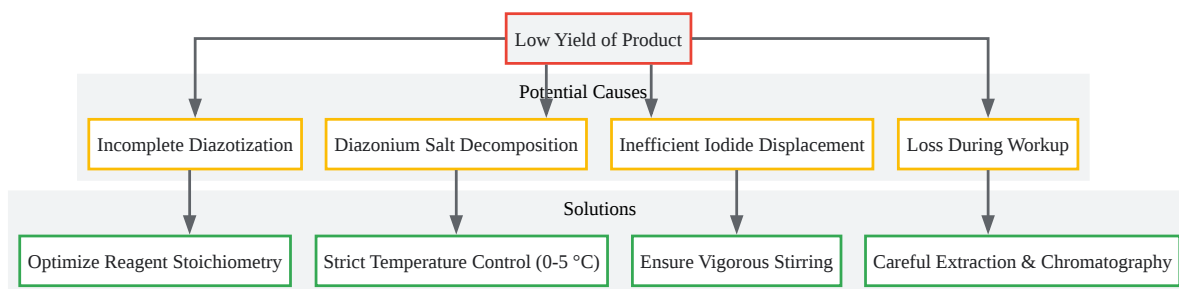 Low Yield of Product
Potential Causes
Incomplete Diazotization
Diazonium Salt Decomposition
Inefficient Iodide Displacement
Loss During Workup
Solutions
Optimize Reagent Stoichiometry
Strict Temperature Control (0-5 °C)
Ensure Vigorous Stirring
Careful Extraction & Chromatography